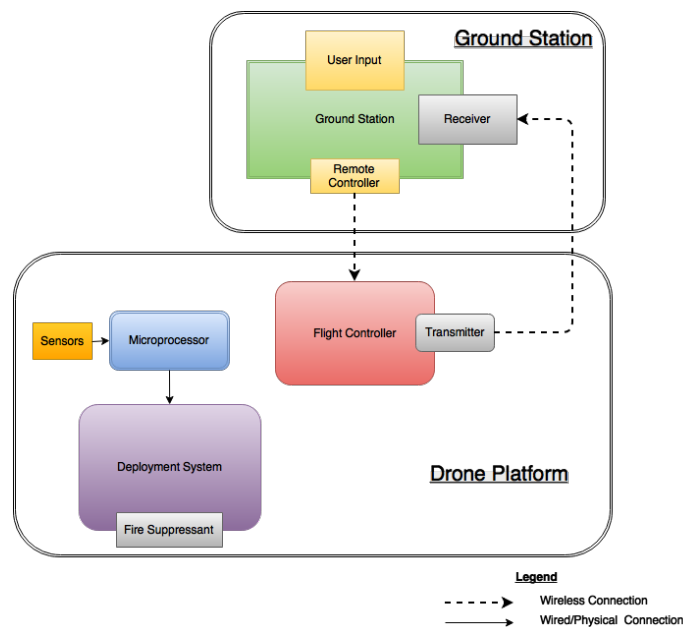 Ground Station
User Input
Ground Station
Receiver
Remote
Controller
Flight Controller
Transmitter
Sensors
Microprocessor
Deployment System
Fire Suppressant
Drone Platform
Legend
Wireless Connection
Wired/Physical Connection